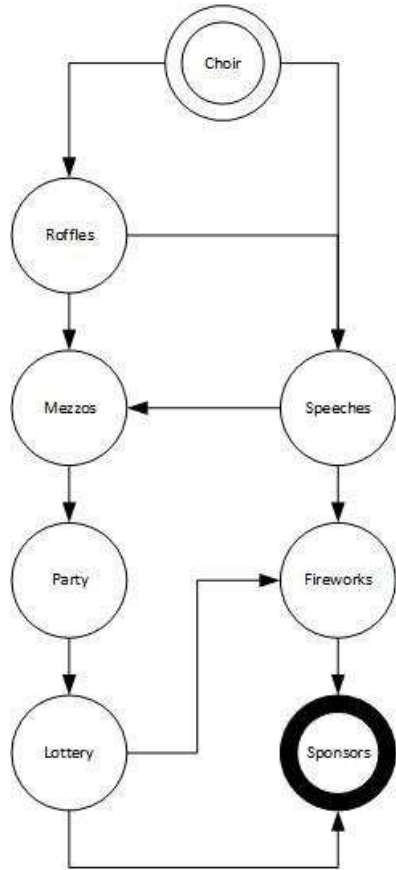 Choir
Roffles
Mezzos
Speeches
Party
Fireworks
Lottery
Sponsors